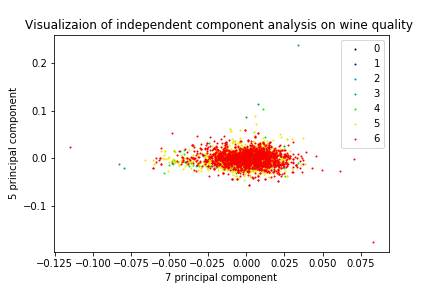 Visualizaion of independent component analysis on wine quality
0
1
2
3
4
5
6
0.2
0.1
0.0
−0.1
5 principal component
−0.125 −0.100 −0.075 −0.050 −0.025 0.000 0.025 0.050 0.075
7 principal component